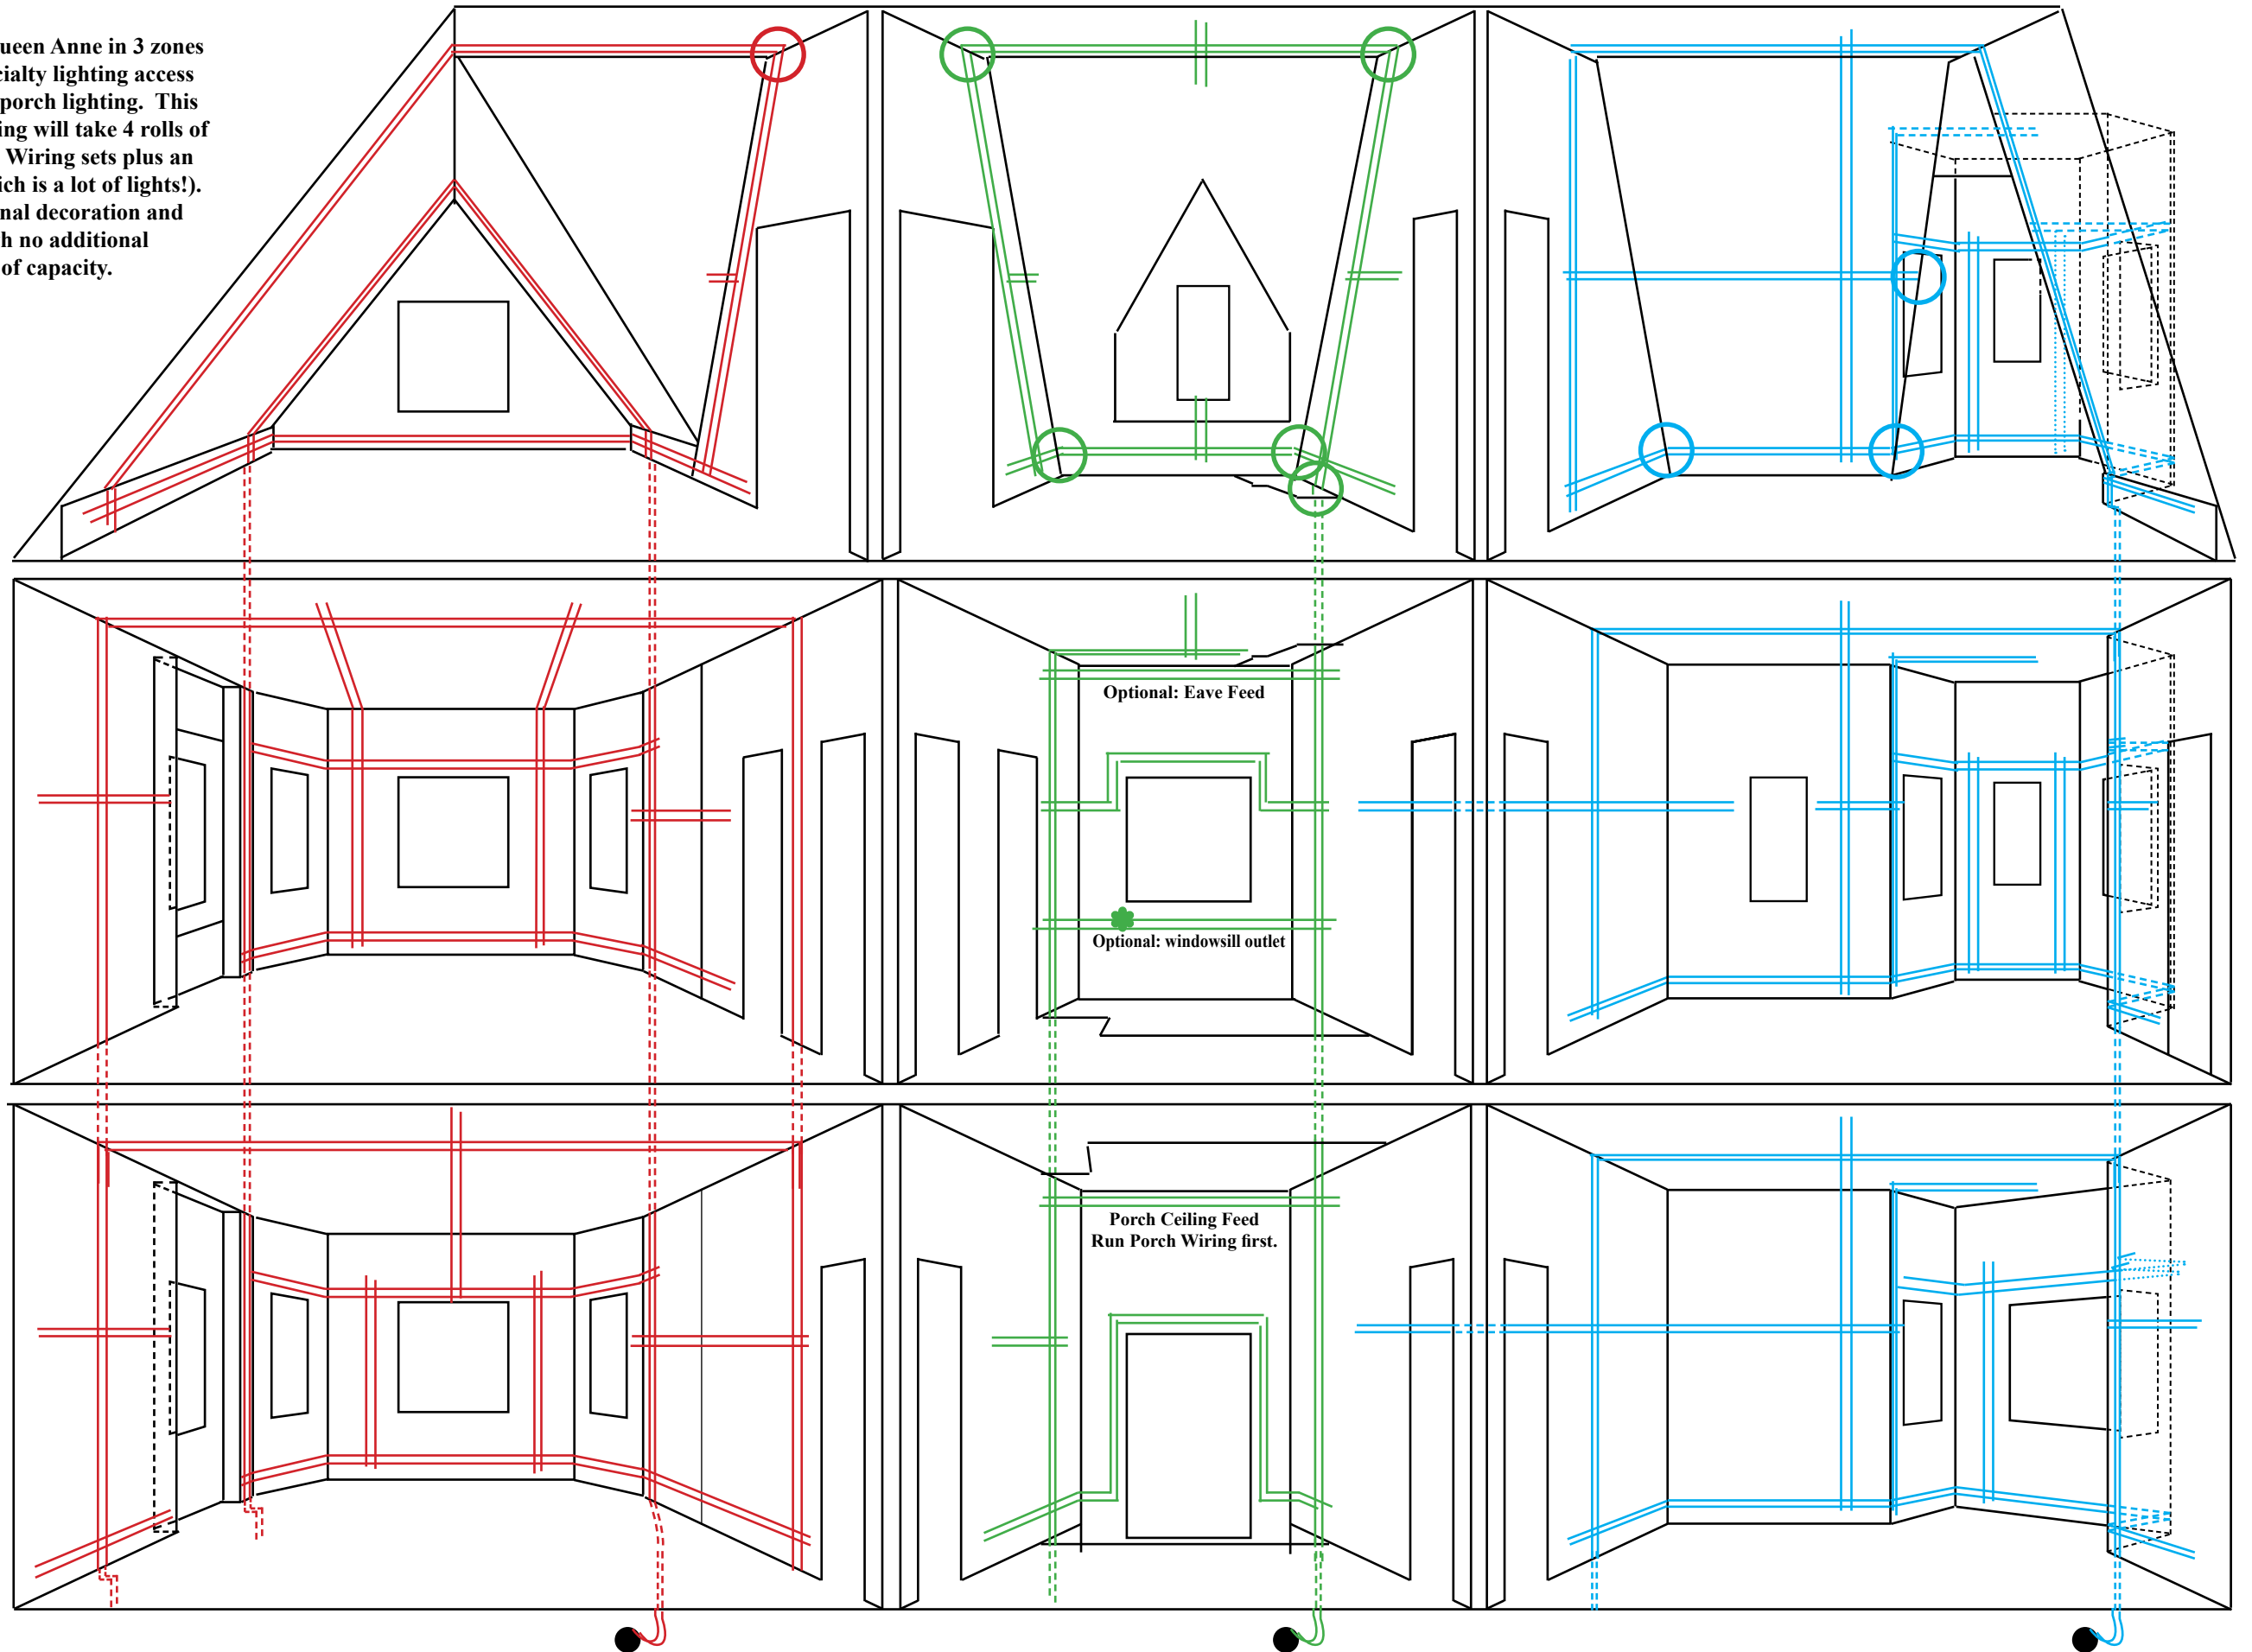 ueen Anne in 3 zones
cialty lighting access
porch lighting. This
ing will take 4 rolls of
Wiring sets plus an
ich is a lot of lights!).
nal decoration and
h no additional
of capacity.
Optional: Eave Feed
Optional: windowsill outlet
Porch Ceiling Feed
Run Porch Wiring first.